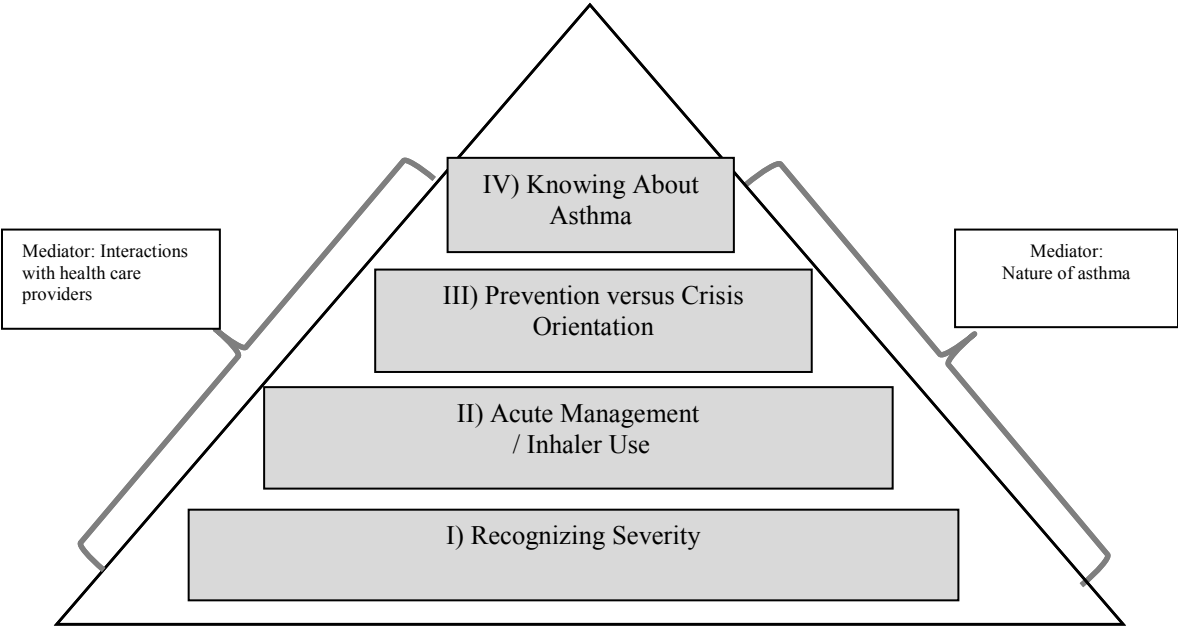 IV) Knowing About
Asthma
Mediator: Interactions
with health care
providers
Mediator:
Nature of asthma
III) Prevention versus Crisis
Orientation
II) Acute Management
/ Inhaler Use
I) Recognizing Severity